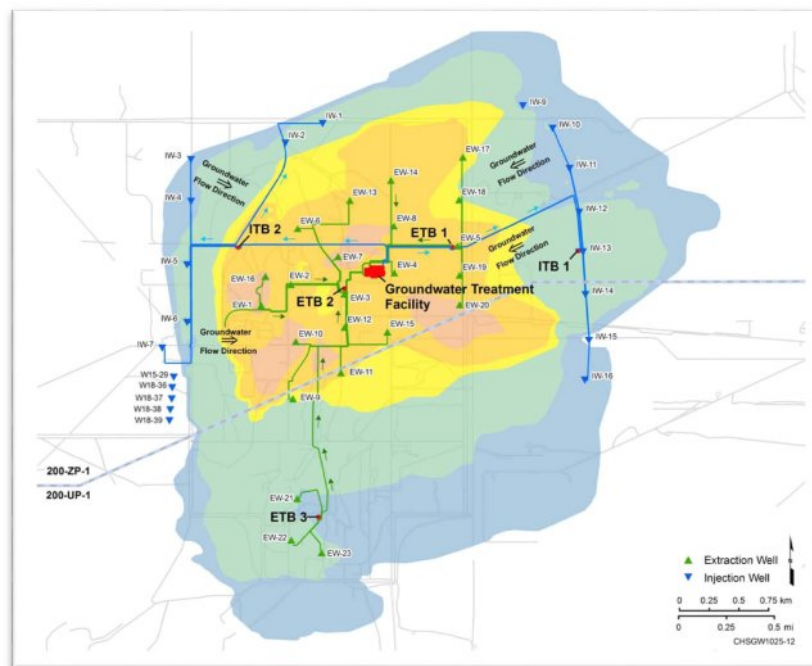 IW-1
IW-9
IW-10
IW-2
IW-3
Groundwater
Flow Direction
EW-17
Groundwater
Flow Direction
IW-11
EW-14
IW-4
EW-13
EW-18
IW-12
ITB 2
EW-6
EW-8
ETB 1
EW-5
Groundwater
Flow Direction
IW-13
EW-7
ITB 1
IW-5
EW-16
EW-2
EW-4
EW-19
Groundwater Treatment
Facility
IW-14
EW-1
ETB 2
EW-3
EW-20
IW-6
Groundwater
Flow Direction
EW-12
EW-15
EW-10
IW-15
IW-7
EW-11
IW-16
W15-29
W18-36
W18-37
W18-38
W18-39
EW-9
200-ZP-1
200-UP-1
EW-21
ETB 3
EW-22
EW-23
Extraction Well
Injection Well
0 0.25 0.5 0.75 km
0 0.25 0.5 mi
CHSGW1025-12